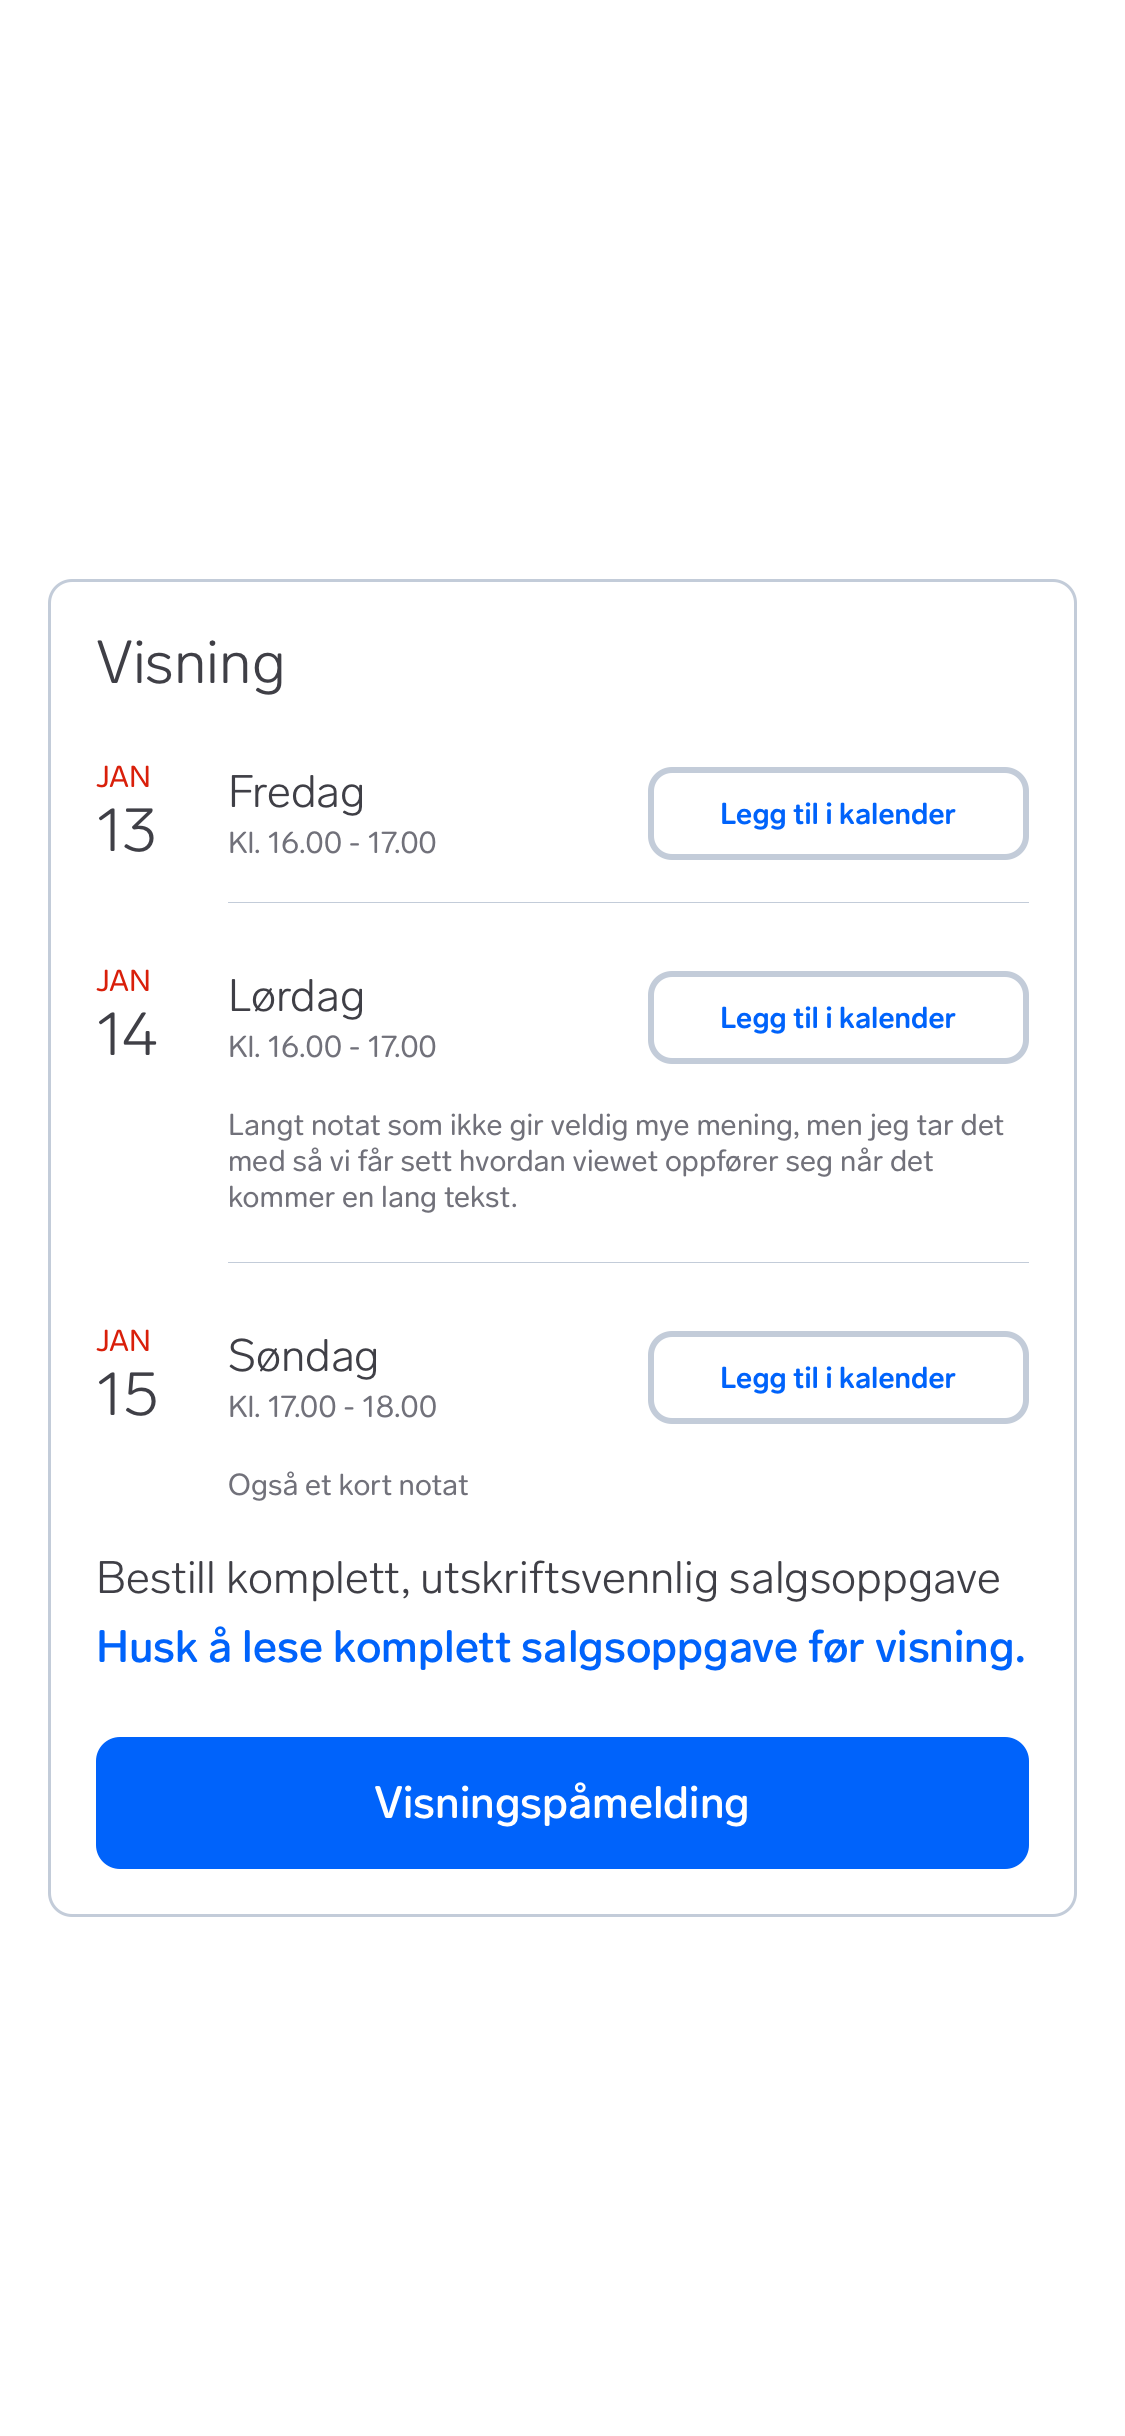 Visning
JAN
13
Fredag
Kl. 16.00 - 17.00
Legg til i kalender
JAN
14
Lørdag
Kl. 16.00 - 17.00
Legg til i kalender
Langt notat som ikke gir veldig mye mening, men jeg tar det
med så vi får sett hvordan viewet oppfører seg når det
kommer en lang tekst.
JAN
15
Søndag
Kl. 17.00 - 18.00
Legg til i kalender
Også et kort notat
Bestill komplett, utskriftsvennlig salgsoppgave
Husk å lese komplett salgsoppgave før visning.
Visningspåmelding